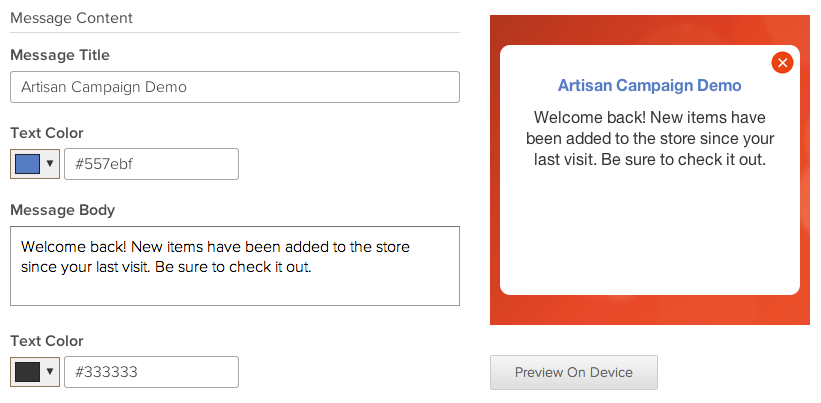 Message Content
Message Title
Artisan Campaign Demo
Text Color
#557ebf
Message Body
Welcome back! New items have been added to the store
since your last visit. Be sure to check it out.
Text Color
#333333
Artisan Campaign Demo
Welcome back! New items have
been added to the store since your
last visit. Be sure to check it out.
Preview On Device